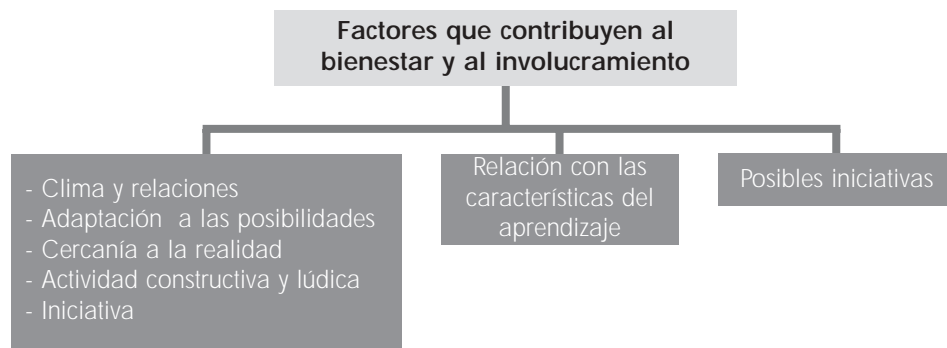 Factores que contribuyen al
bienestar y al involucramiento
- Clima y relaciones
- Adaptación a las posibilidades
- Cercanía a la realidad
- Actividad constructiva y lúdica
- Iniciativa
Relación con las
características del
aprendizaje
Posibles iniciativas